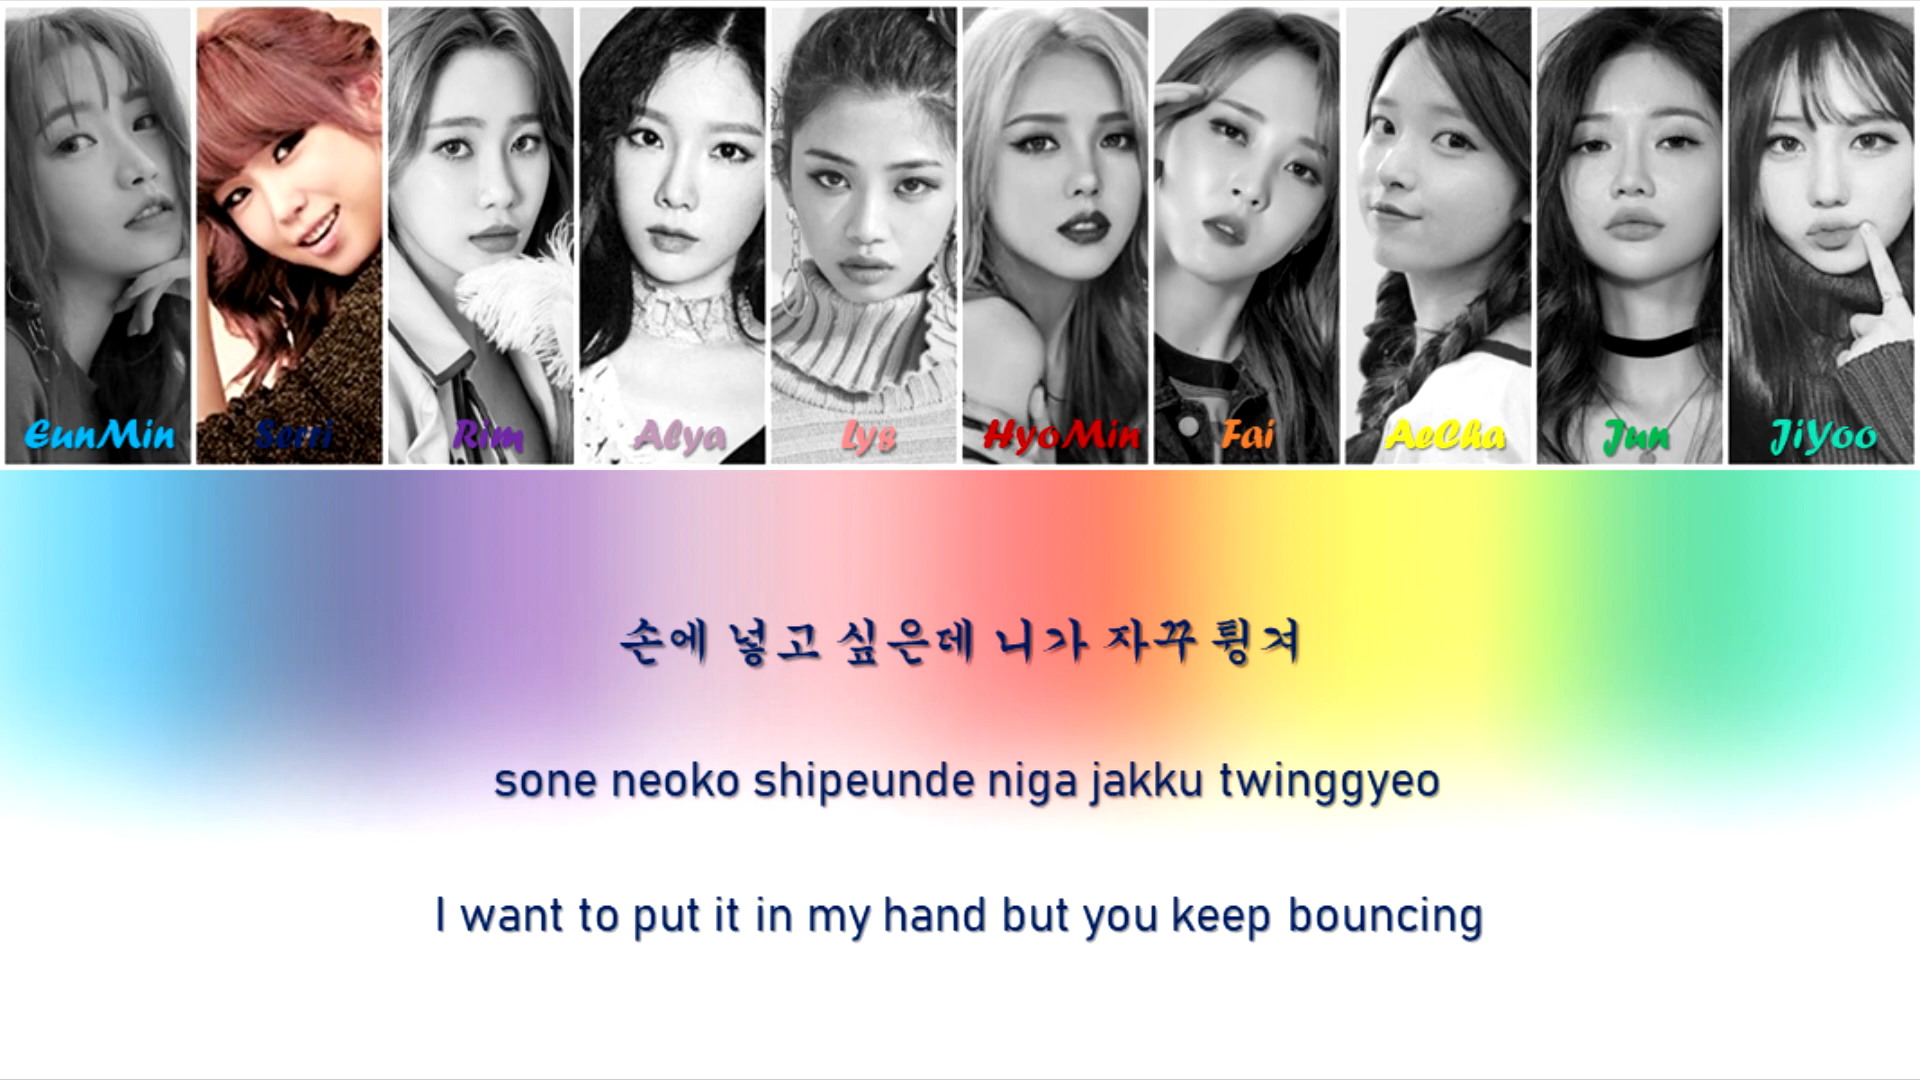 EunMin Serri Rim Alya Lys HyoMin Fai AeCha Jun JiYoo
손에 넣고 싶은데 니가 자꾸 튕겨
sone neoko shipeunde niga jakku twinggyeo
I want to put it in my hand but you keep bouncing